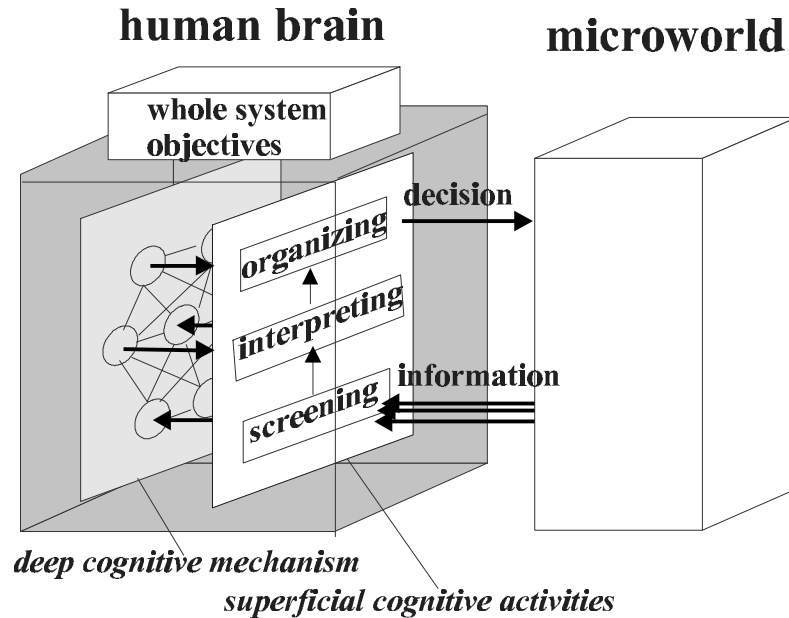 human brain
microworld
whole system
objectives
decision
organizing
interpreting
information
screening
deep cognitive mechanism
superficial cognitive activities